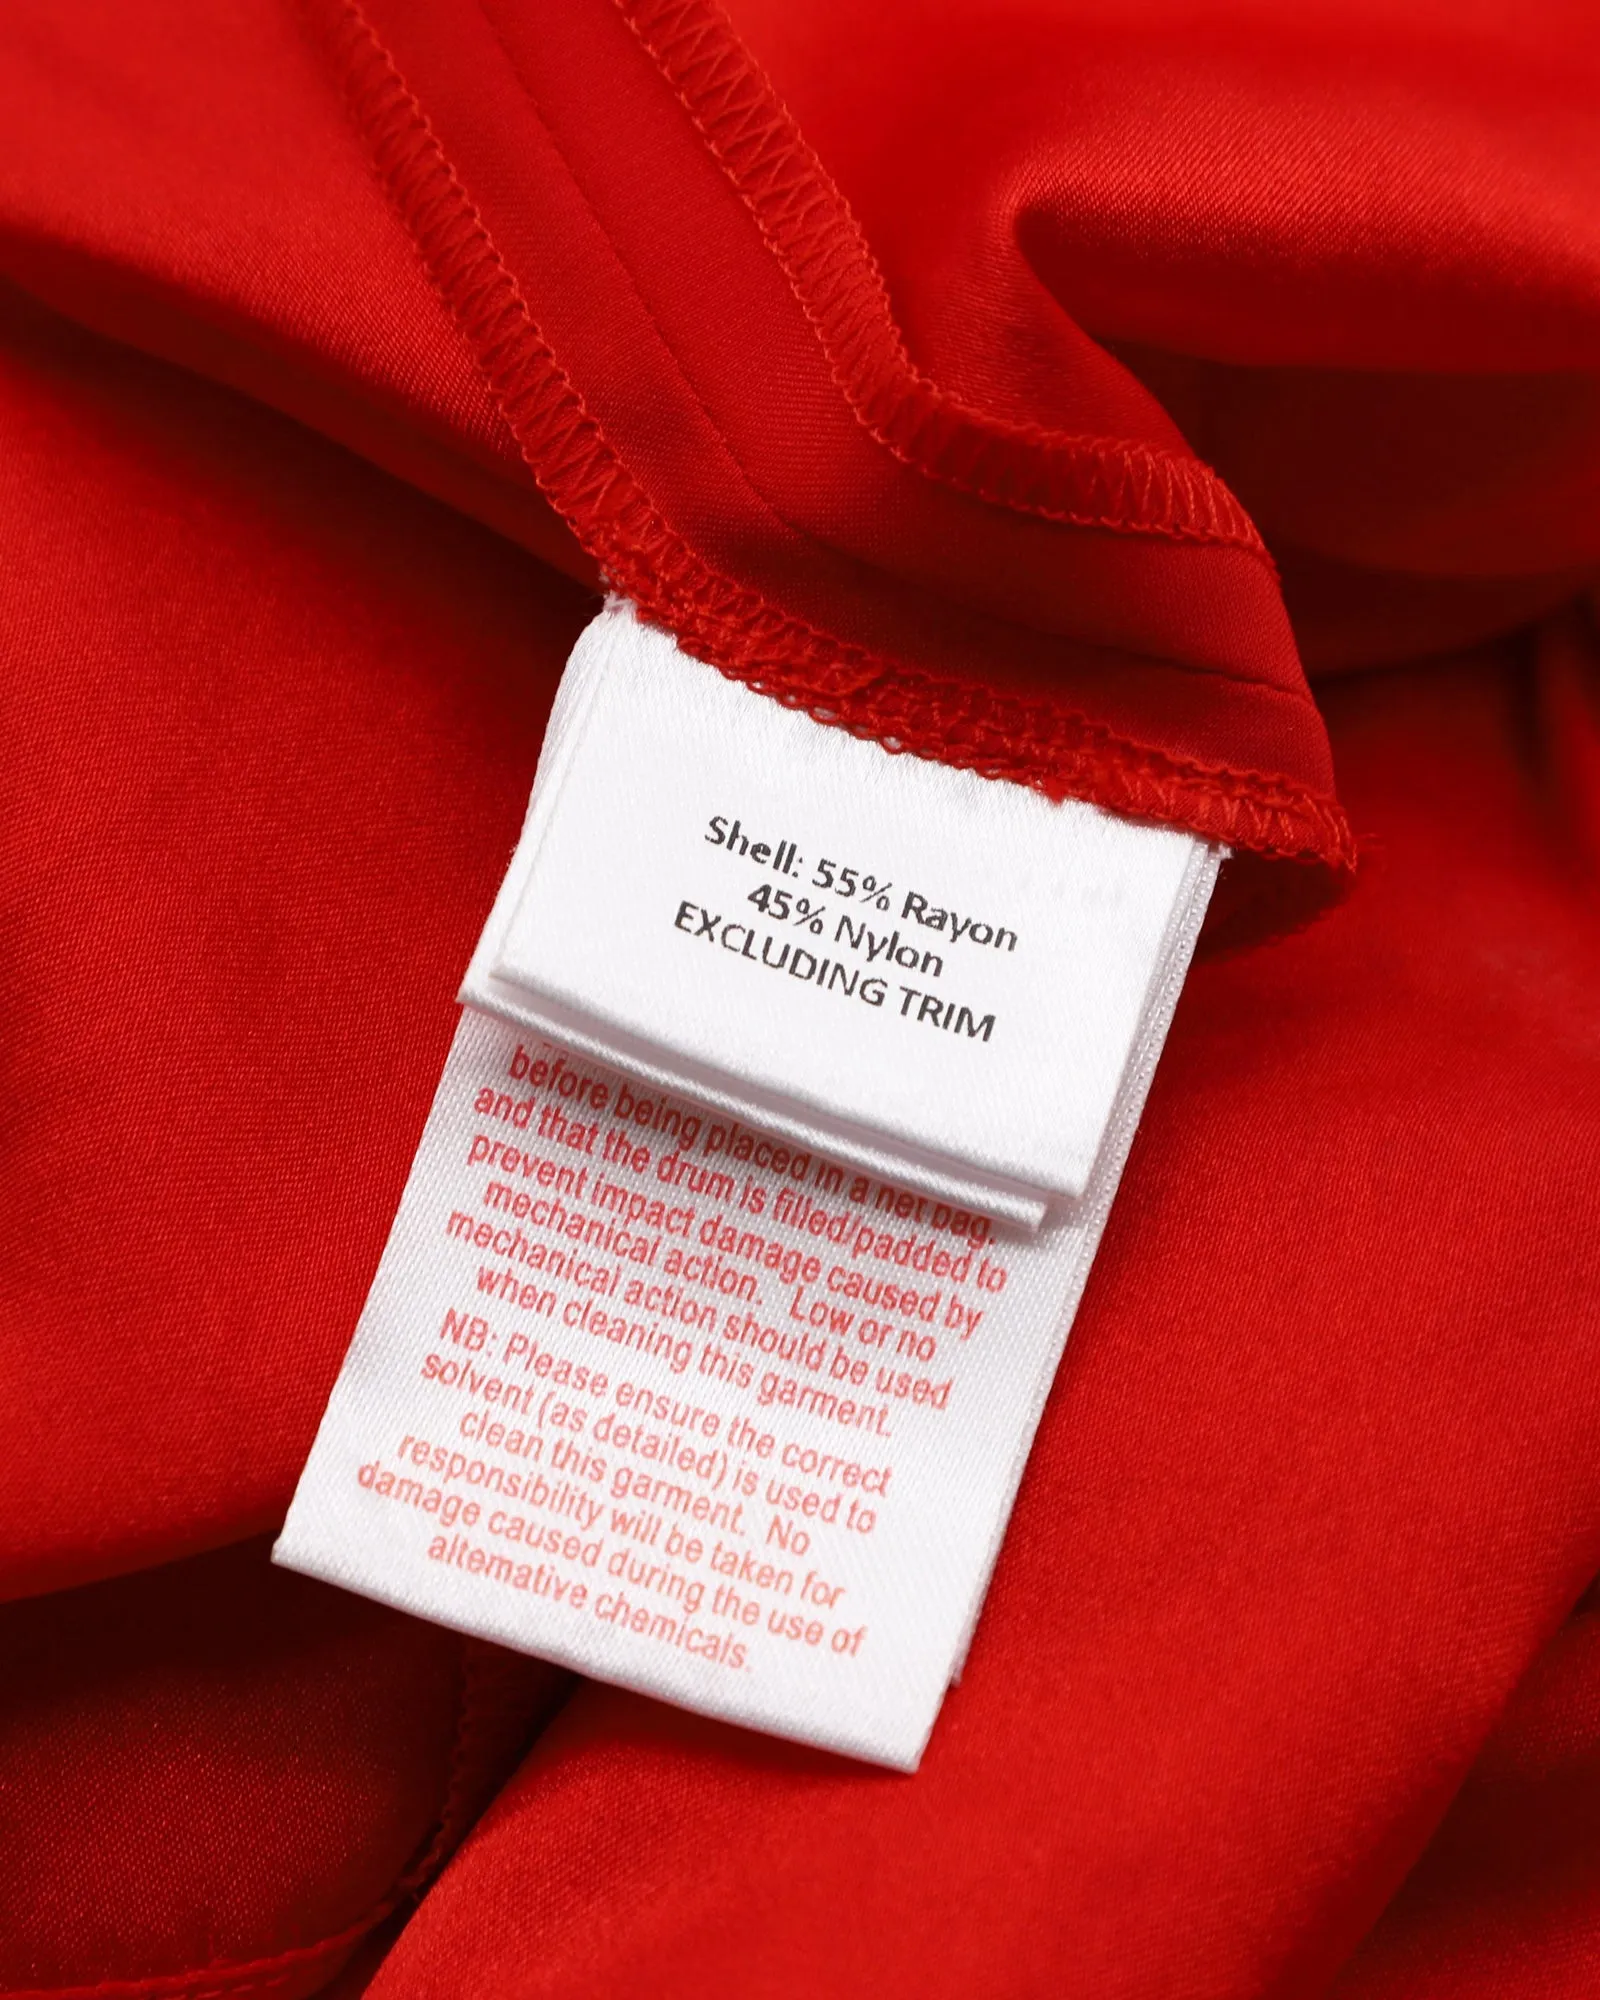 Shell: 55% Rayon
45% Nylon
EXCLUDING TRIM
before being placed in a net bag.
and that the drum is filled/padded to
prevent impact damage caused by
mechanical action. Low or no
mechanical action should be used
when cleaning this garment.
NB: Please ensure the correct
solvent (as detailed) is used to
clean this garment. No
responsibility will be taken for
damage caused during the use of
alternative chemicals.